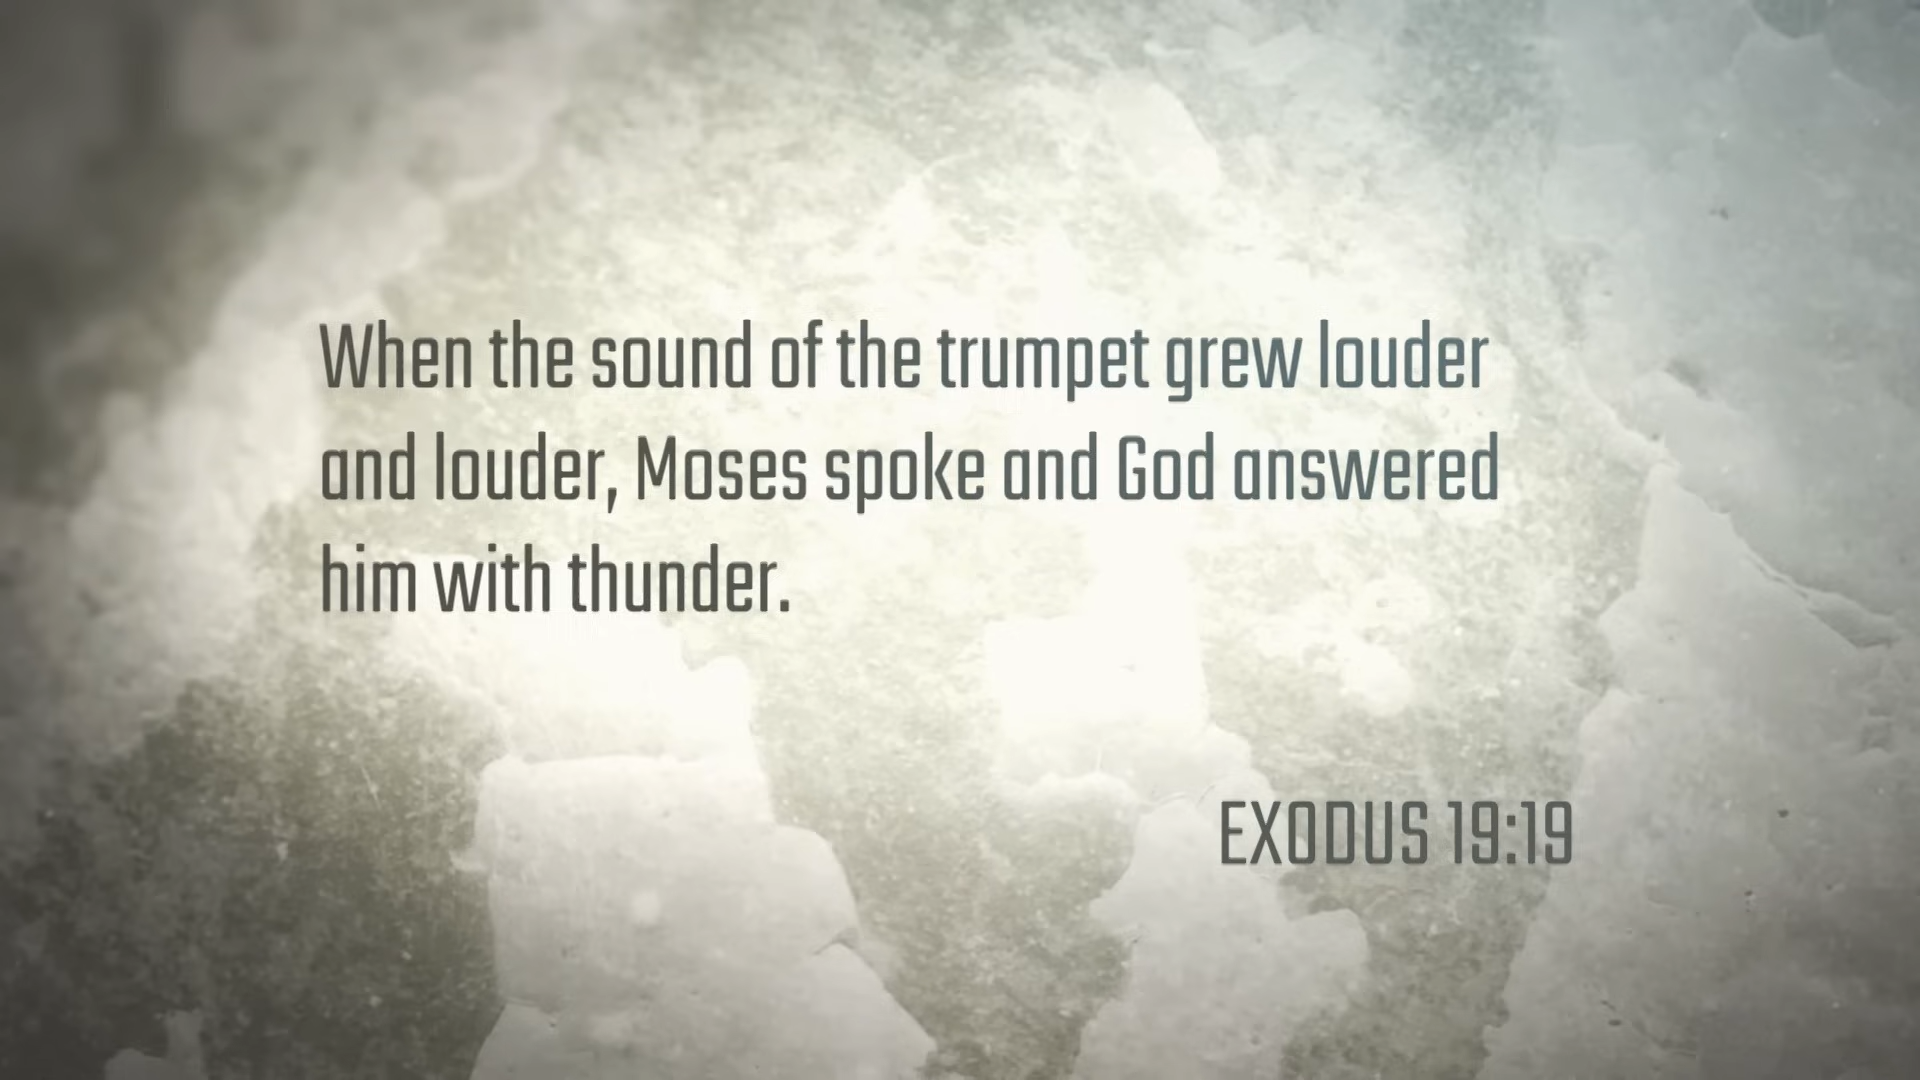 When the sound of the trumpet grew louder
and louder, Moses spoke and God answered
him with thunder.
EXODUS 19:19